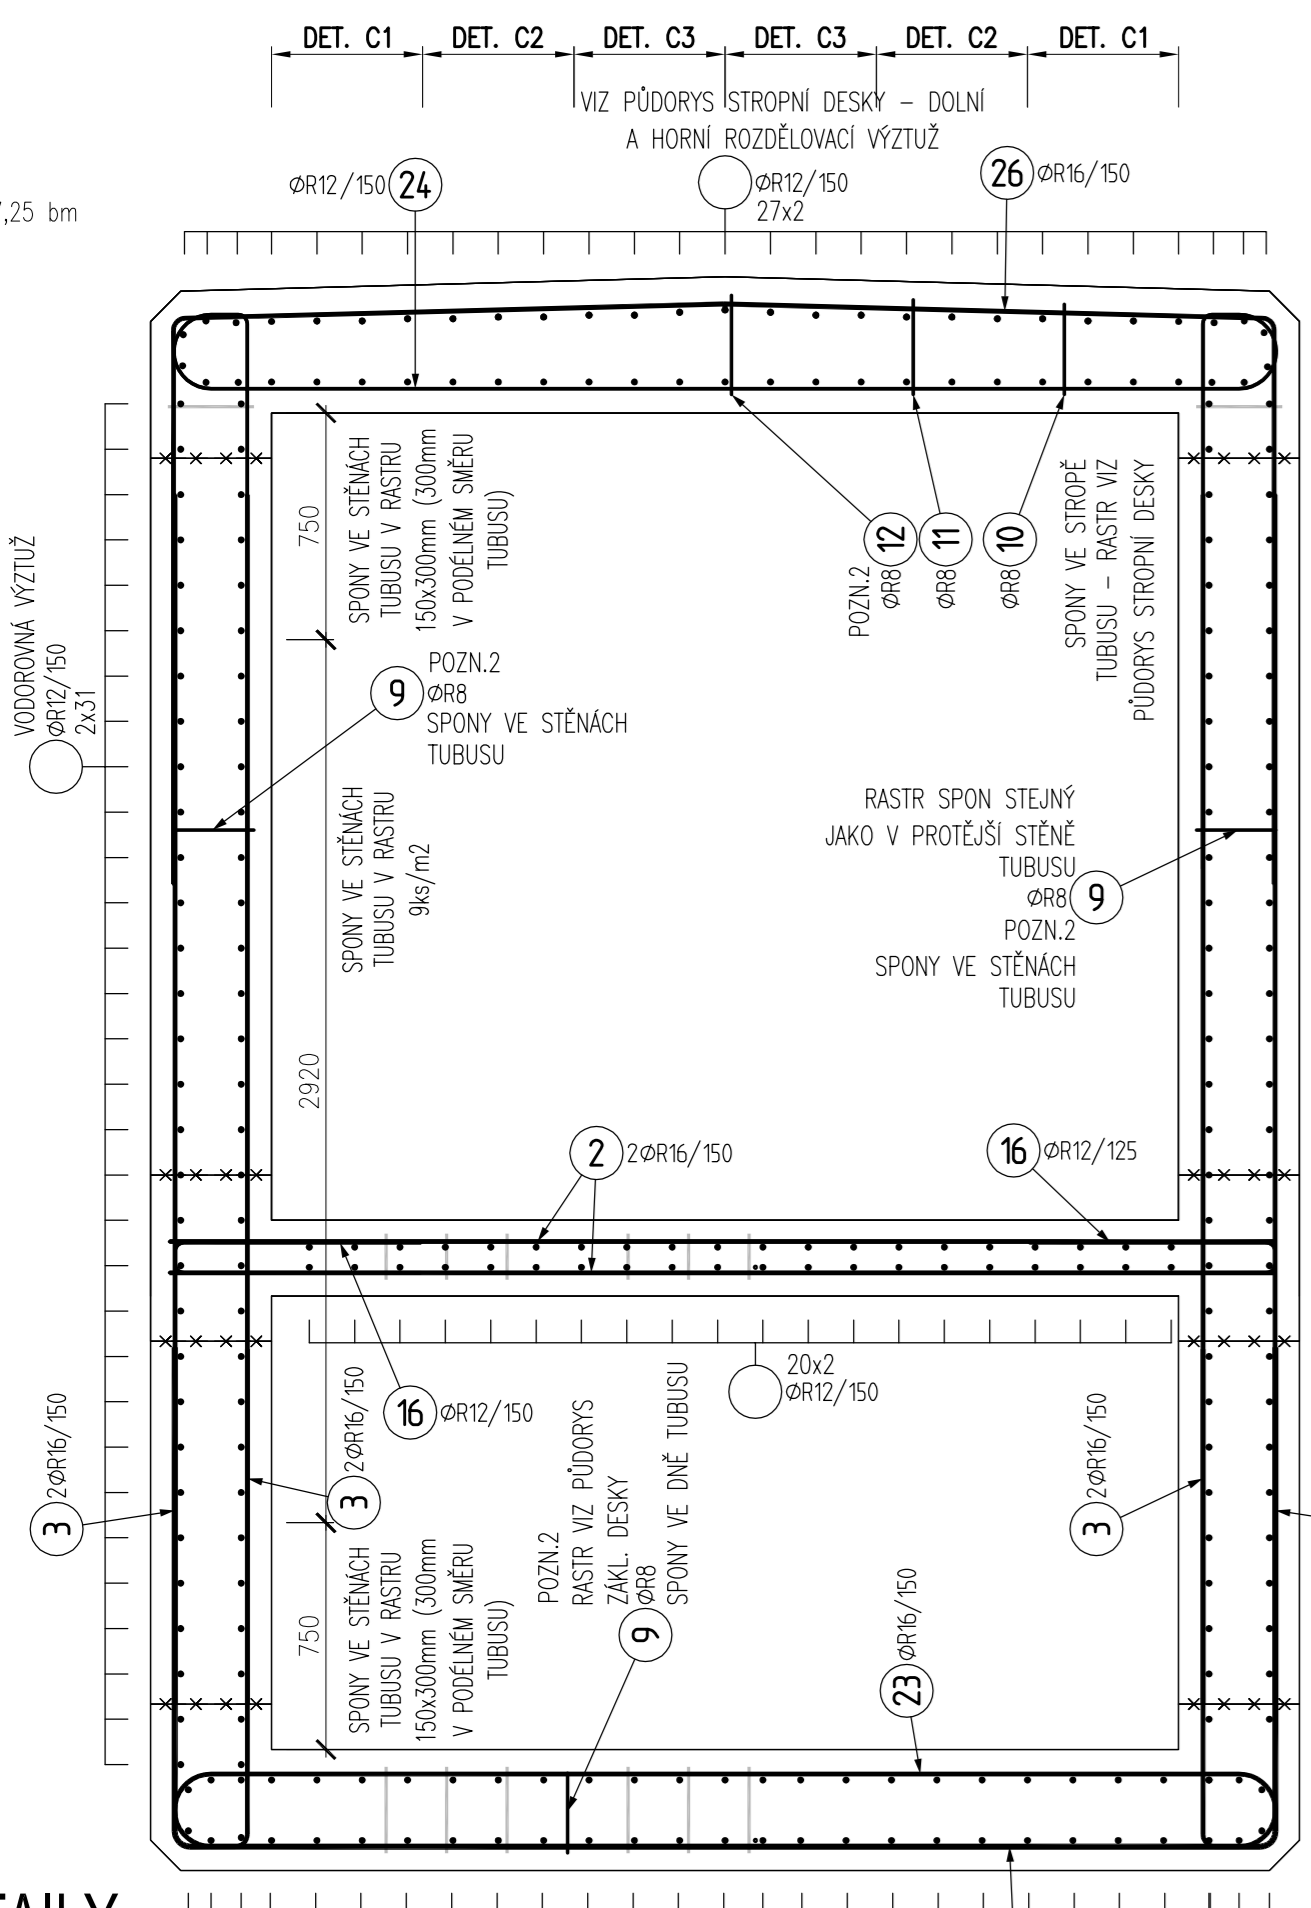 DET. C1 DET. C2 DET. C3 DET. C3 DET. C2 DET. C1
VIZ PŮDORYS STROPNÍ DESKY – DOLNÍ
A HORNÍ ROZDĚLOVACÍ VÝZTUŽ
ØR12/150 24
ØR12/150
27x2
26 ØR16/150
,25 bm
750
SPONY VE STĚNÁCH
TUBUSU V RASTRU
150x300mm (300mm
V PODÉLNÉM SMĚRU
TUBUSU)
POZN.2
12 ØR8
11 ØR8
10 ØR8
SPONY VE STROPĚ
TUBUSU – RASTR VIZ
PŮDORYS STROPNÍ DESKY
VODOROVNÁ VÝZTUŽ
ØR12/150
2x31
9
POZN.2
ØR8
SPONY VE STĚNÁCH
TUBUSU
SPONY VE STĚNÁCH
TUBUSU V RASTRU
9ks/m2
RASTR SPON STEJNÝ
JAKO V PROTĚJŠÍ STĚNĚ
TUBUSU
ØR8 9
POZN.2
SPONY VE STĚNÁCH
TUBUSU
2920
2 2ØR16/150
16 ØR12/125
20x2
ØR12/150
16 ØR12/150
3 2ØR16/150
3 2ØR16/150
3 2ØR16/150
750
SPONY VE STĚNÁCH
TUBUSU V RASTRU
150x300mm (300mm
V PODÉLNÉM SMĚRU
TUBUSU)
POZN.2
RASTR VIZ PŮDORYS
ZÁKL. DESKY
9 ØR8
SPONY VE DNĚ TUBUSU
23 ØR16/150